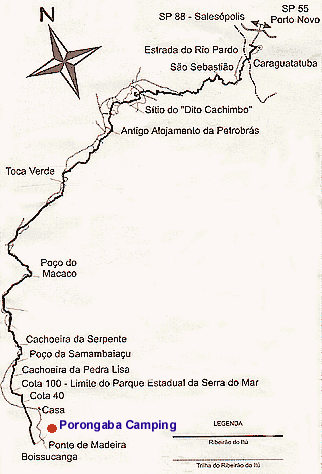 SP 55
SP 88 - Salesópolis
Porto Novo
Estrada do Rio Pardo
São Sebastião
Caraguatatuba
Sítio do "Dito Cachimbo"
Antigo Alojamento da Petrobrás
Toca Verde
Poço do
Macaco
Cachoeira da Serpente
Poço da Samambaiaçu
Cachoeira da Pedra Lisa
Cota 100 - Limite do Parque Estadual da Serra do Mar
Cota 40
Casa
Porongaba Camping
Ponte de Madeira
Boissucanga
LEGENDA
Ribeirão do Itú
Trilha do Ribeirão do Itú